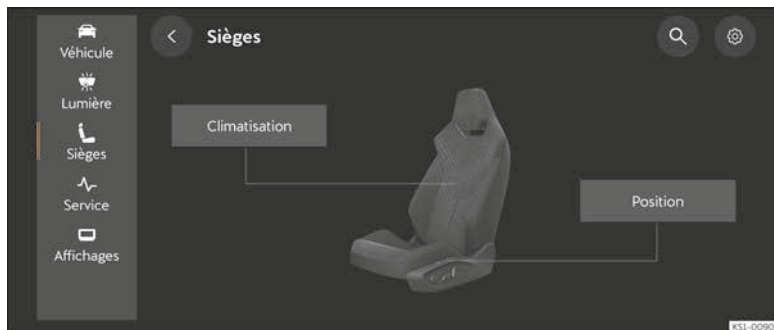 Véhicule
Lumière
Sièges
Service
Affichages
Sièges
Climatisation
Position
KS1-0090